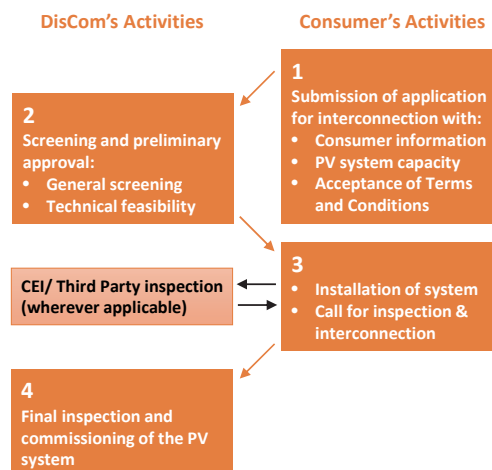 DisCom's Activities
Consumer's Activities
1
Submission of application
for interconnection with:
• Consumer information
• PV system capacity
• Acceptance of Terms
and Conditions
2
Screening and preliminary
approval:
• General screening
• Technical feasibility
3
• Installation of system
• Call for inspection &
interconnection
CEI/ Third Party inspection
(wherever applicable)
4
Final inspection and
commissioning of the PV
system